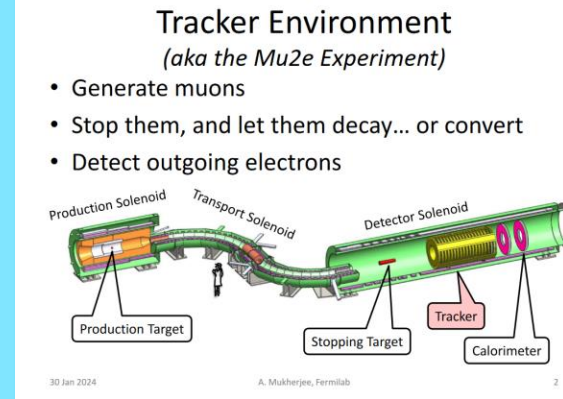 Tracker Environment
(aka the Mu2e Experiment)
• Generate muons
• Stop them, and let them decay... or convert
• Detect outgoing electrons
Production Solenoid
Transport Solenoid
Detector Solenoid
Production Target
Stopping Target
Tracker
Calorimeter
30 Jan 2024
A. Mukherjee, Fermilab
2